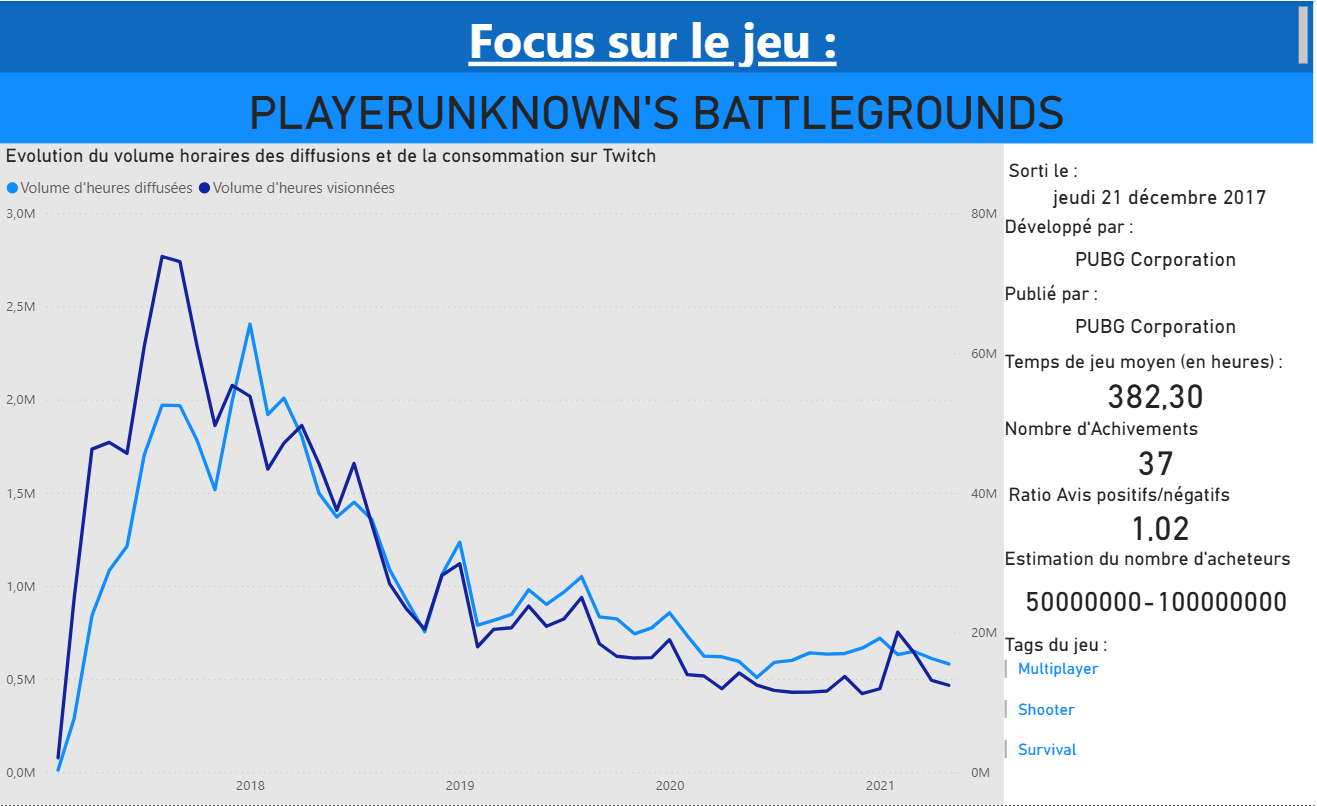 Focus sur le jeu :
PLAYERUNKNOWN'S BATTLEGROUNDS
Evolution du volume horaires des diffusions et de la consommation sur Twitch
Volume d'heures diffusées Volume d'heures visionnées
3,0M
2,5M
2,0M
1,5M
1,0M
0,5M
0,0M
80M
60M
40M
20M
0M
2018 2019 2020 2021
Sorti le :
jeudi 21 décembre 2017
Développé par :
PUBG Corporation
Publié par :
PUBG Corporation
Temps de jeu moyen (en heures) :
382,30
Nombre d'Achivements
37
Ratio Avis positifs/négatifs
1,02
Estimation du nombre d'acheteurs
50000000-100000000
Tags du jeu :
Multiplayer
Shooter
Survival